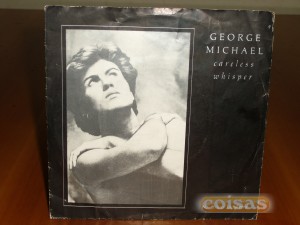 GEORGE
MICHAEL
careless
whisper
coisas